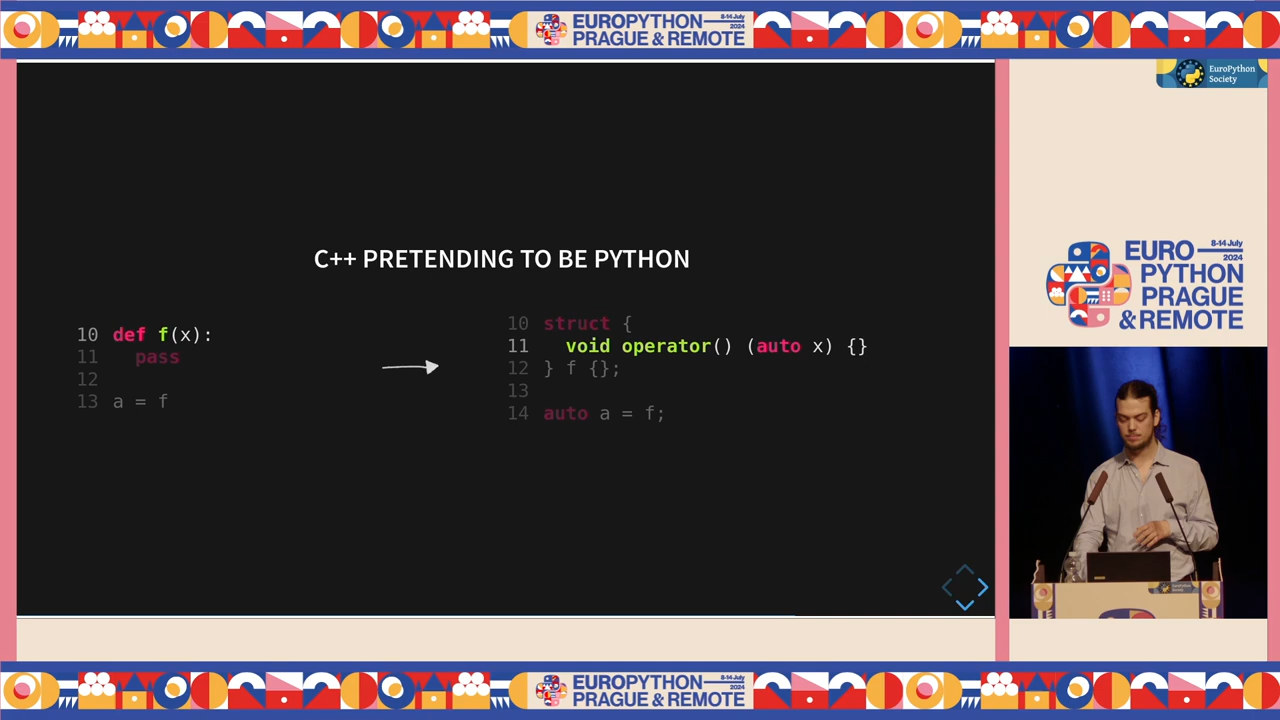 EUROPYTHON
8-14 July
2024
PRAGUE & REMOTE
EuroPython
Society
C++ PRETENDING TO BE PYTHON
10 def f(x):
11 pass
12
13 a = f
10 struct {
11 void operator() (auto x) {}
12 } f {};
13
14 auto a = f;
EURO
8-14 July
2024
PYTHON
PRAGUE
& REMOTE
EUROPYTHON
8-14 July
2024
PRAGUE & REMOTE